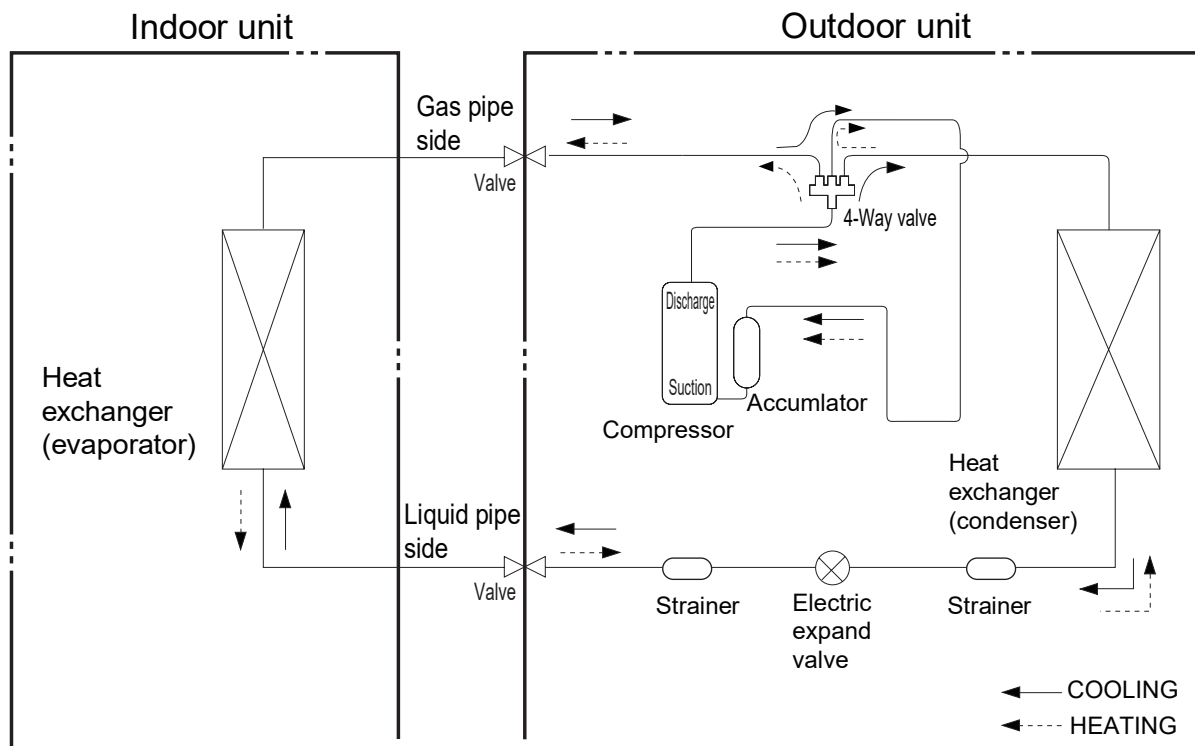 Indoor unit
Outdoor unit
Gas pipe
side
Valve
4-Way valve
Discharge
Suction
Accumlator
Compressor
Heat
exchanger
(evaporator)
Heat
exchanger
(condenser)
Liquid pipe
side
Valve
Strainer
Electric
expand
valve
Strainer
COOLING
HEATING